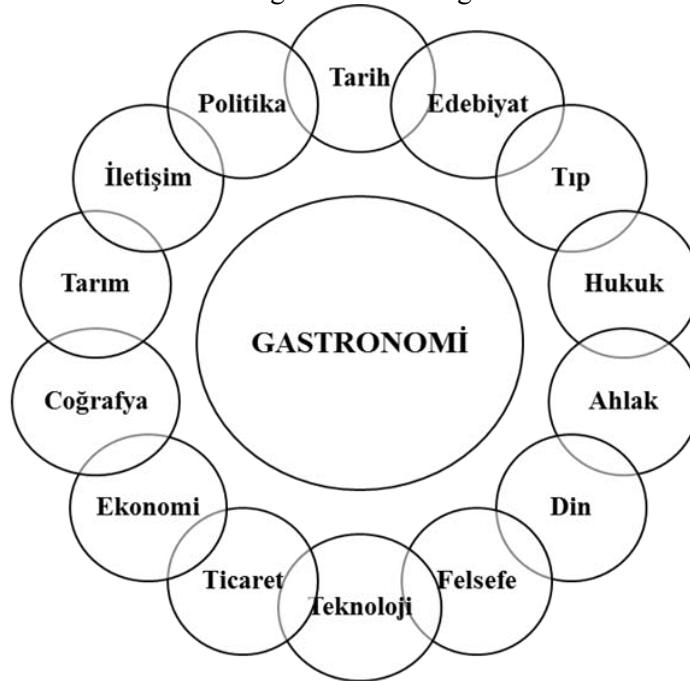 Tarih
Edebiyat
Tıp
Hukuk
Ahlak
Din
Felsefe
Teknoloji
Ticaret
Ekonomi
Coğrafya
Tarım
İletişim
Politika
GASTRONOMİ